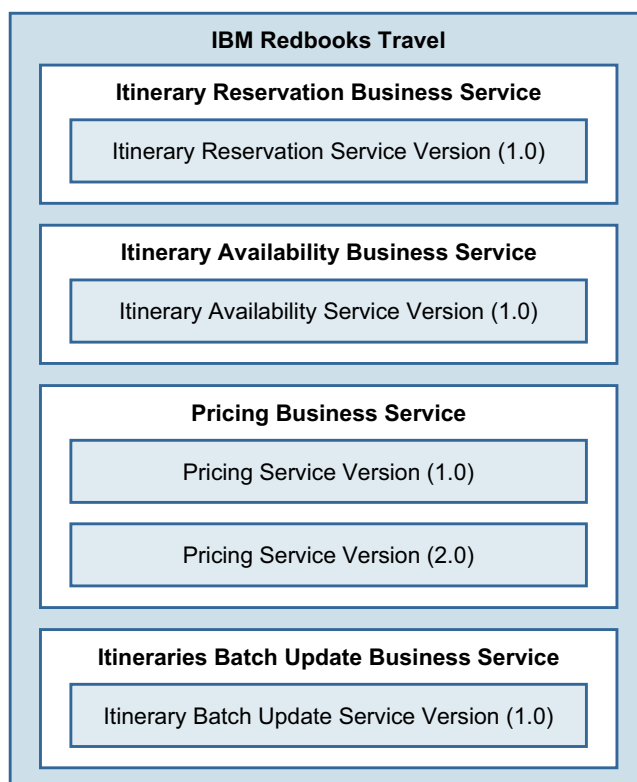 IBM Redbooks Travel
Itinerary Reservation Business Service
Itinerary Reservation Service Version (1.0)
Itinerary Availability Business Service
Itinerary Availability Service Version (1.0)
Pricing Business Service
Pricing Service Version (1.0)
Pricing Service Version (2.0)
Itineraries Batch Update Business Service
Itinerary Batch Update Service Version (1.0)